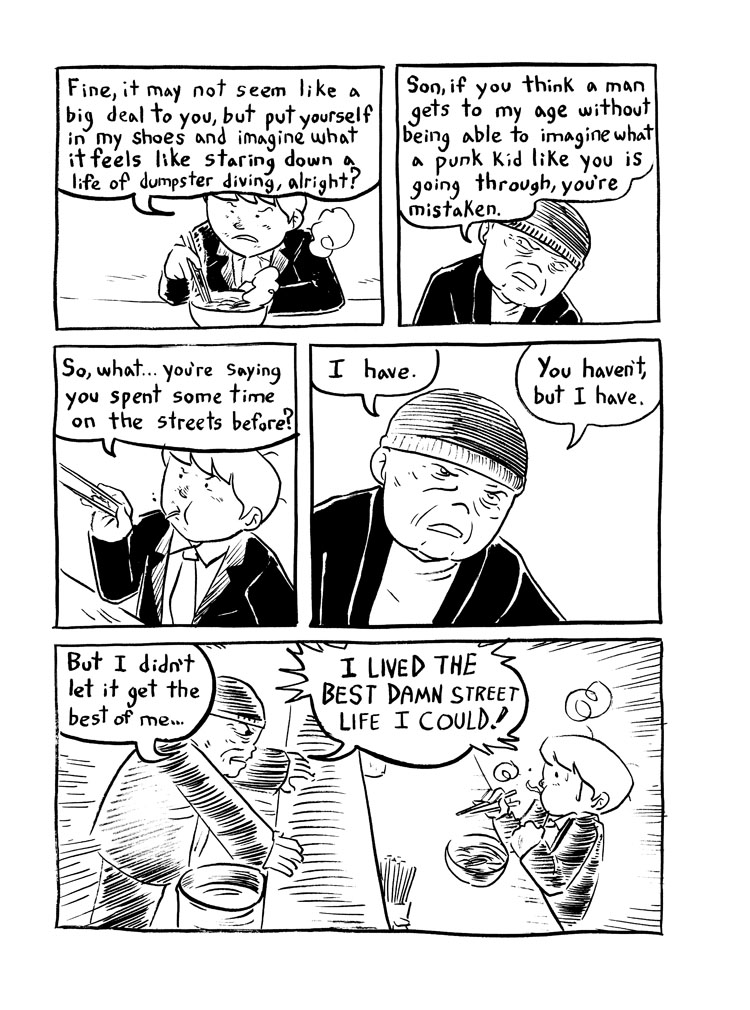 Fine, it may not seem like a
big deal to you, but put yourself
in my shoes and imagine what
it feels like staring down a
life of dumpster diving, alright?
Son, if you think a man
gets to my age without
being able to imagine what
a punk kid like you is
going through, you're
mistaken.
So, what... you're saying
you spent some time
on the streets before?
I have.
You haven't,
but I have.
But I didn't
let it get the
best of me...
I LIVED THE
BEST DAMN STREET
LIFE I COULD!